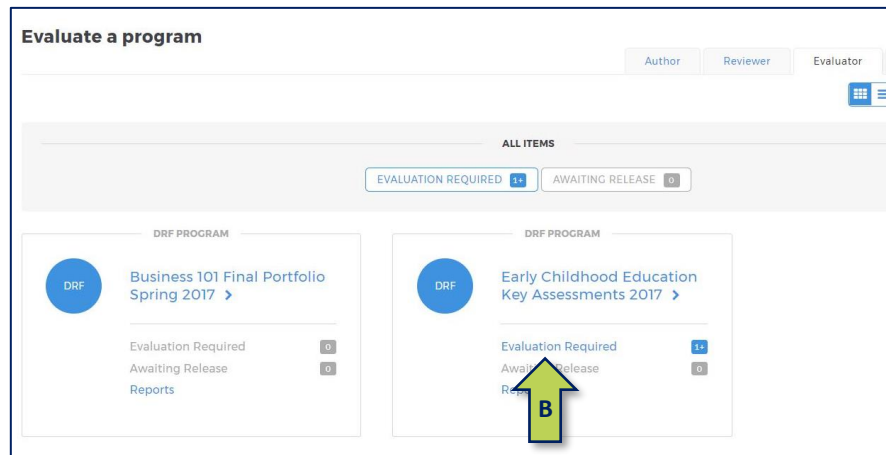 Evaluate a program
Author Reviewer Evaluator
ALL ITEMS
EVALUATION REQUIRED 1+ AWAITING RELEASE 0
DRF PROGRAM
DRF
Business 101 Final Portfolio
Spring 2017 >
Evaluation Required 0
Awaiting Release 0
Reports
DRF PROGRAM
DRF
Early Childhood Education
Key Assessments 2017 >
Evaluation Required 1+
Release 0
B